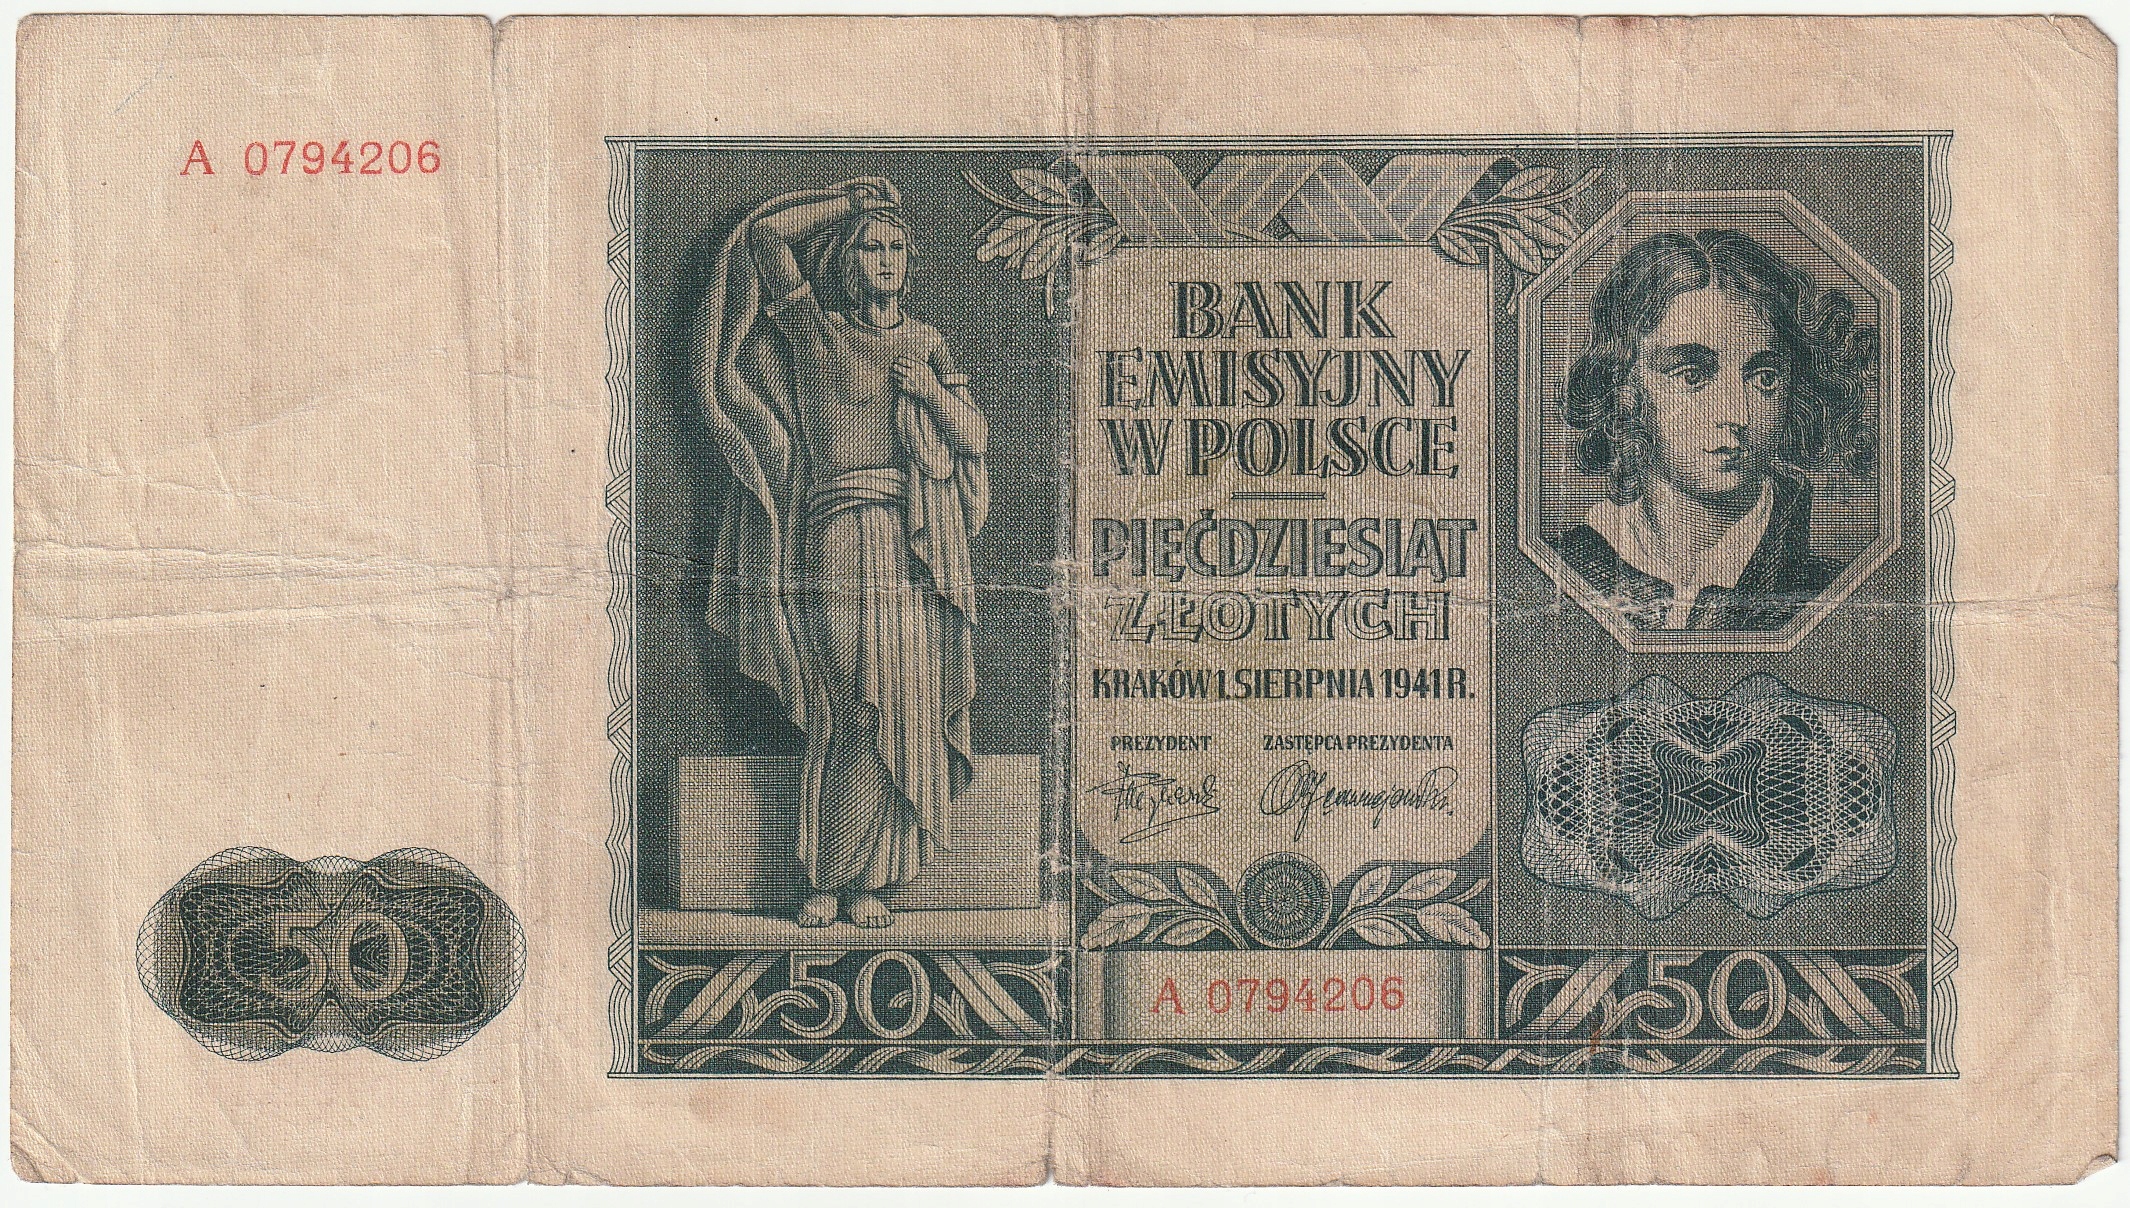 A 0794206
BANK
EMISYJNY
W POLSCE
PIĘĆDZIESIĄT
ZŁOTYCH
KRAKÓW 1. SIERPNIA 1941 R.
PREZYDENT ZASTĘPCA PREZYDENTA
50
50 A 0794206 50